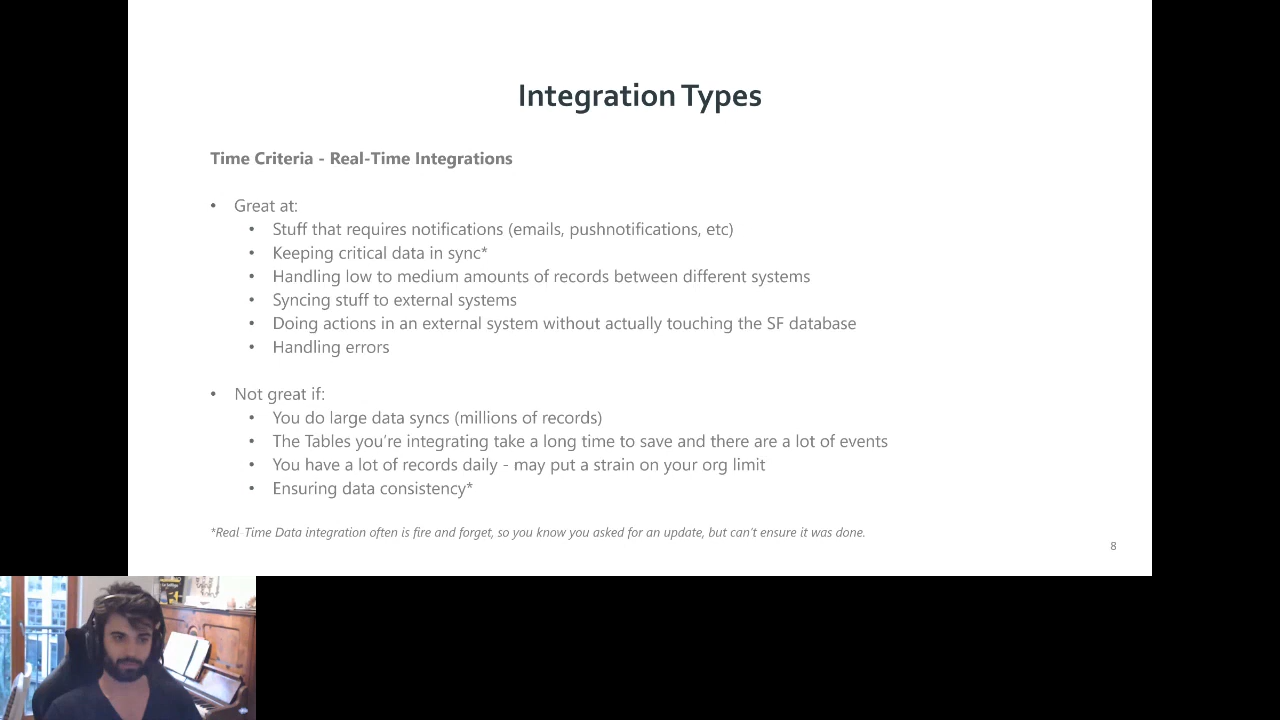 Integration Types
Time Criteria - Real-Time Integrations
• Great at:
• Stuff that requires notifications (emails, pushnotifications, etc)
• Keeping critical data in sync*
• Handling low to medium amounts of records between different systems
• Syncing stuff to external systems
• Doing actions in an external system without actually touching the SF database
• Handling errors
• Not great if:
• You do large data syncs (millions of records)
• The Tables you're integrating take a long time to save and there are a lot of events
• You have a lot of records daily - may put a strain on your org limit
• Ensuring data consistency*
*Real-Time Data integration often is fire and forget, so you know you asked for an update, but can't ensure it was done.
8